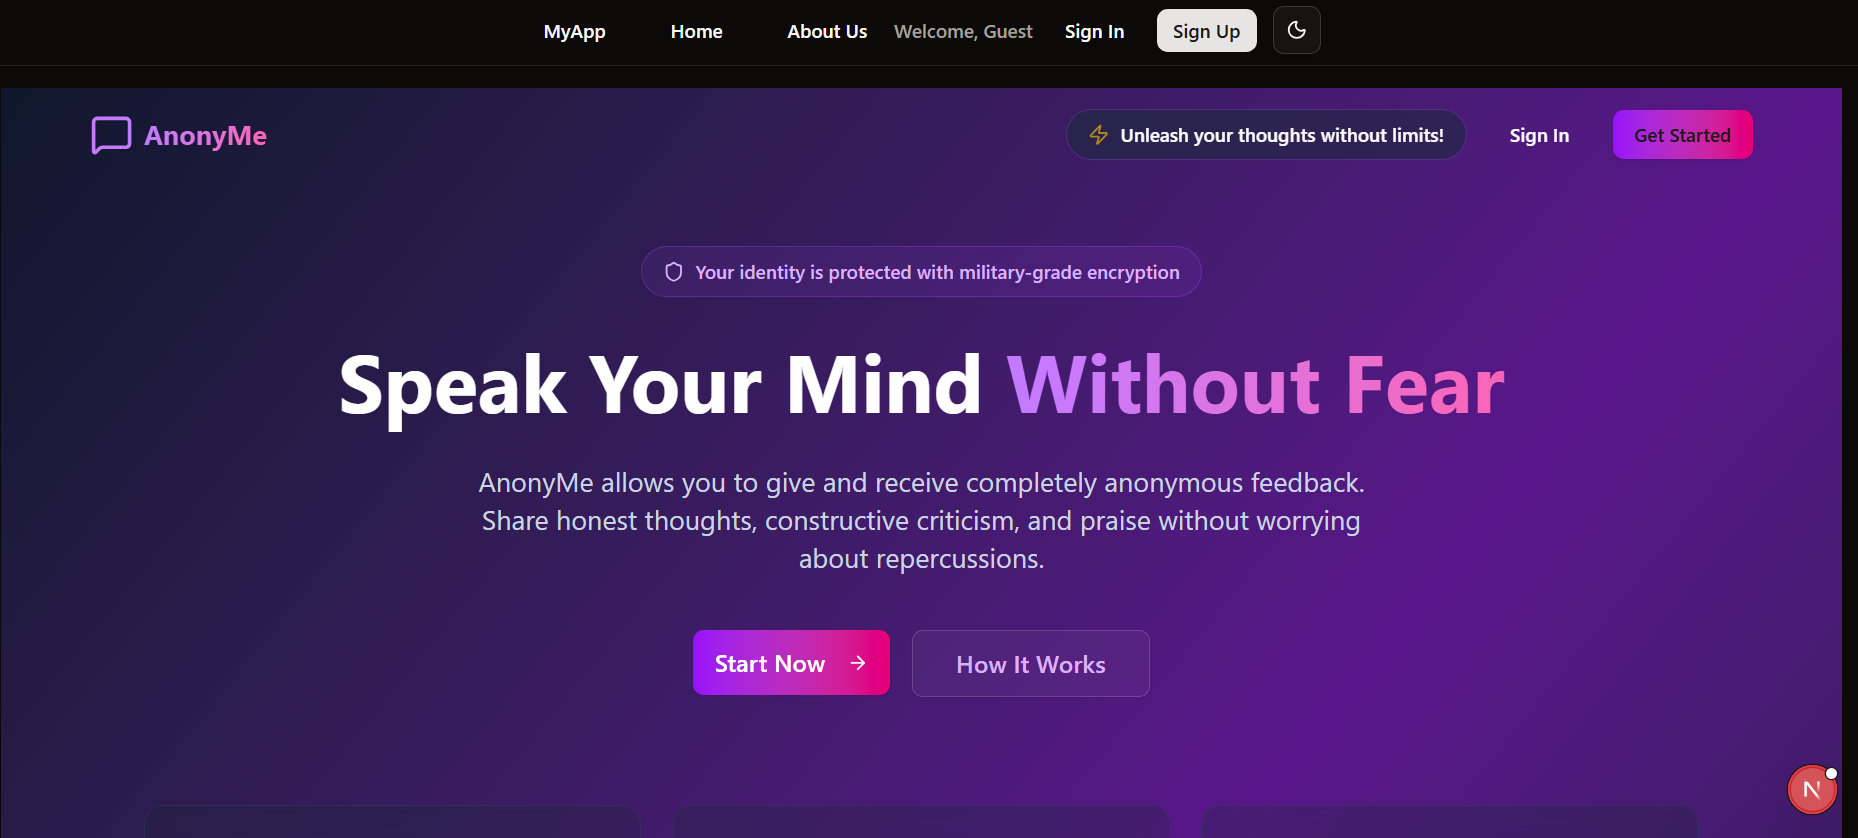 MyApp Home About Us Welcome, Guest Sign In Sign Up
AnonyMe Unleash your thoughts without limits! Sign In Get Started
Your identity is protected with military-grade encryption
Speak Your Mind Without Fear
AnonyMe allows you to give and receive completely anonymous feedback.
Share honest thoughts, constructive criticism, and praise without worrying
about repercussions.
Start Now How It Works
N